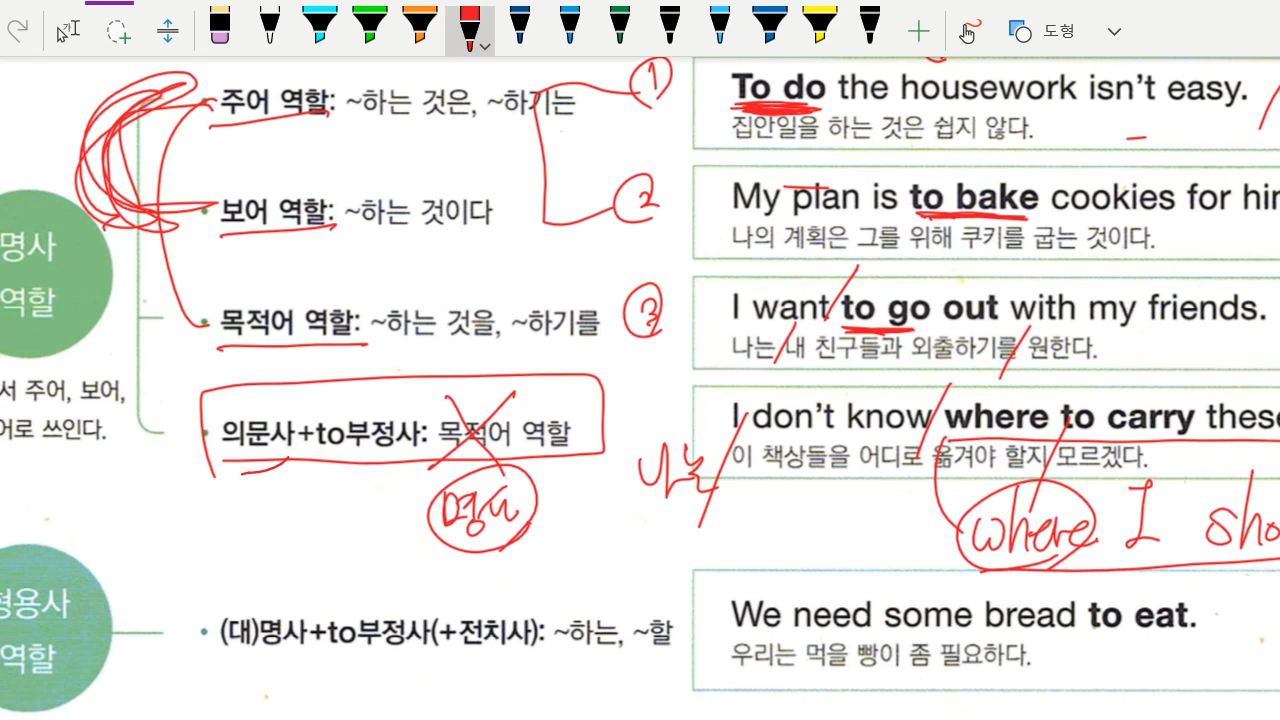 도형
주어 역할: ~하는 것은, ~하기는
①
To do the housework isn't easy.
집안일을 하는 것은 쉽지 않다.
명사
역할
보어 역할: ~하는 것이다
②
My plan is to bake cookies for him
나의 계획은 그를 위해 쿠키를 굽는 것이다.
목적어 역할: ~하는 것을, ~하기를
③
I want to go out with my friends.
나는 내 친구들과 외출하기를 원한다.
서 주어, 보어,
어로 쓰인다.
의문사+to부정사: 목적어 역할
명사
I don't know where to carry these
나는
이 책상들을 어디로 옮겨야 할지 모르겠다.
where I sho
형용사
역할
(대)명사+to부정사(+전치사): ~하는, ~할
We need some bread to eat.
우리는 먹을 빵이 좀 필요하다.